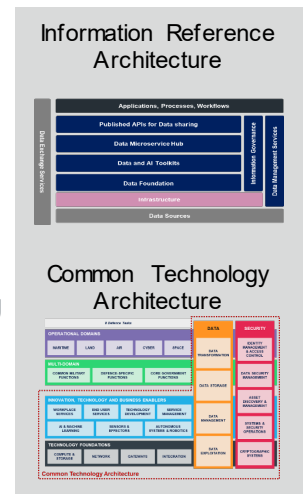 Information Reference
Architecture
Applications, Processes, Workflows
Data Exchange Services
Published APIs for Data sharing
Data Microservice Hub
Data and AI Toolkits
Data Foundation
Infrastructure
Information Governance
Data Management Services
Data Sources
Common Technology
Architecture
OPERATIONAL DOMAINS
MARITIME
LAND
AIR
CYBER
SPACE
MULTI-DOMAIN
COMMON MILITARY
FUNCTIONS
DEFENCE-SPECIFIC
FUNCTIONS
CORE GOVERNMENT
FUNCTIONS
INNOVATION, TECHNOLOGY AND BUSINESS ENABLERS
WORKPLACE
SERVICES
END USER
SERVICES
TECHNOLOGY
DEVELOPMENT
SERVICE
MANAGEMENT
AI & MACHINE
LEARNING
SENSORS &
EFFECTORS
AUTONOMOUS
SYSTEMS & ROBOTICS
TECHNOLOGY FOUNDATIONS
COMPUTE &
STORAGE
NETWORK
GATEWAYS
INTEGRATION
Common Technology Architecture
DATA
DATA
TRANSFORMATION
DATA STORAGE
DATA
MANAGEMENT
DATA
EXPLOITATION
SECURITY
IDENTITY
MANAGEMENT
& ACCESS
CONTROL
DATA SECURITY
MANAGEMENT
ASSET
DISCOVERY &
MANAGEMENT
SYSTEMS &
SECURITY
OPERATIONS
CRYPTOGRAPHIC
SYSTEM